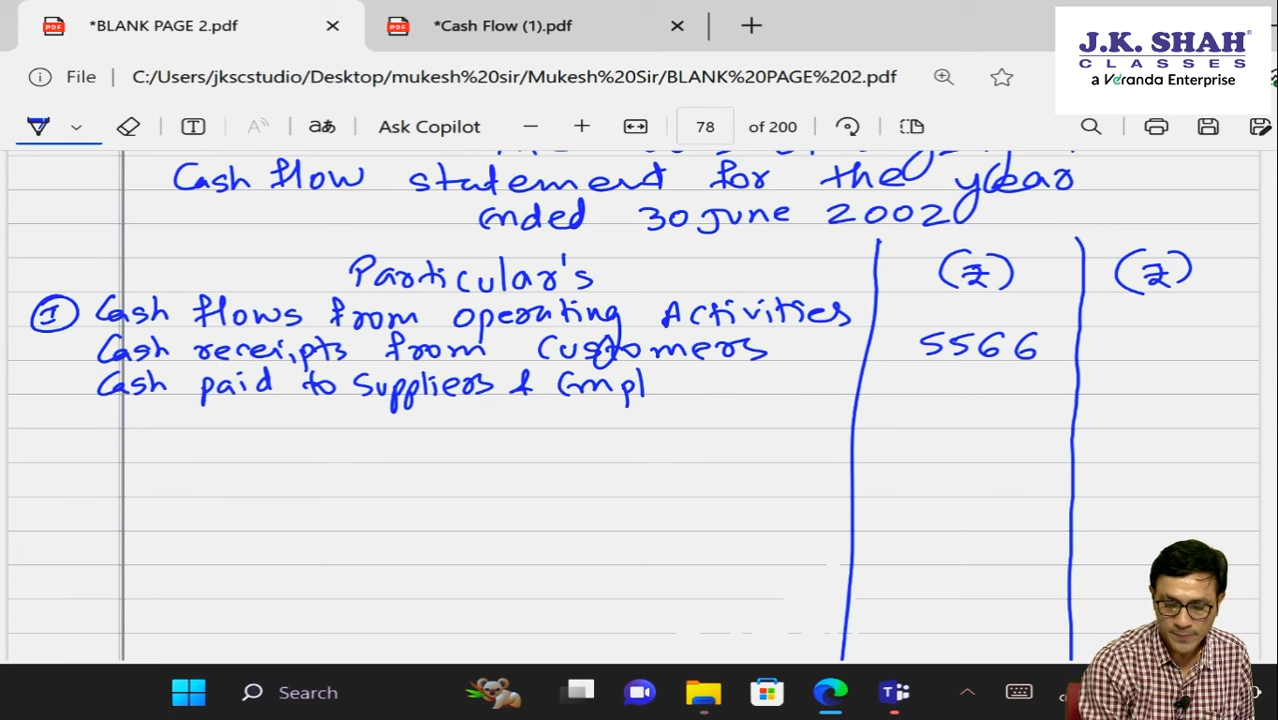 *BLANK PAGE 2.pdf
*Cash Flow (1).pdf
J.K. SHAH®
CLASSES
a Veranda Enterprise
File
C:/Users/jkscstudio/Desktop/mukesh%20sir/Mukesh%20Sir/BLANK%20PAGE%202.pdf
aあ
Ask Copilot
78
of 200
Cash flow statement for the year
ended 30 June 2002
Particular's (₹) (₹)
I Cash flows from operating Activities
Cash receipts from Customers 5566
Cash paid to Suppliers & Empl
Search